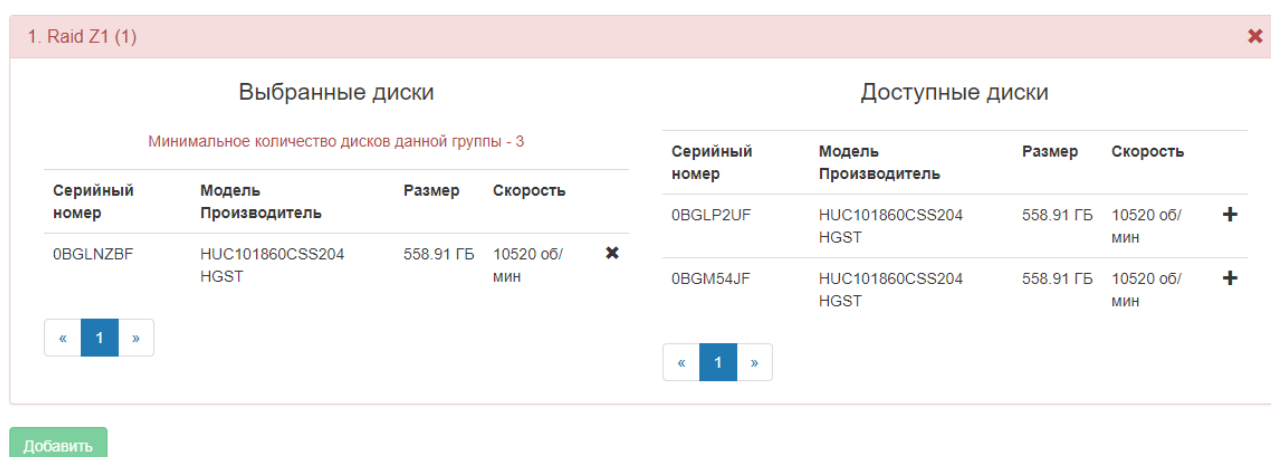 1. Raid Z1 (1)
Выбранные диски
Минимальное количество дисков данной группы - 3
Серийный номер Модель Производитель Размер Скорость
0BGLNZBF HUC101860CSS204 558.91 ГБ 10520 об/
HGST мин
« 1 »
Доступные диски
Серийный Модель Размер Скорость
номер Производитель
0BGLP2UF HUC101860CSS204 558.91 ГБ 10520 об/
HGST мин
0BGM54JF HUC101860CSS204 558.91 ГБ 10520 об/
HGST мин
« 1 »
Добавить